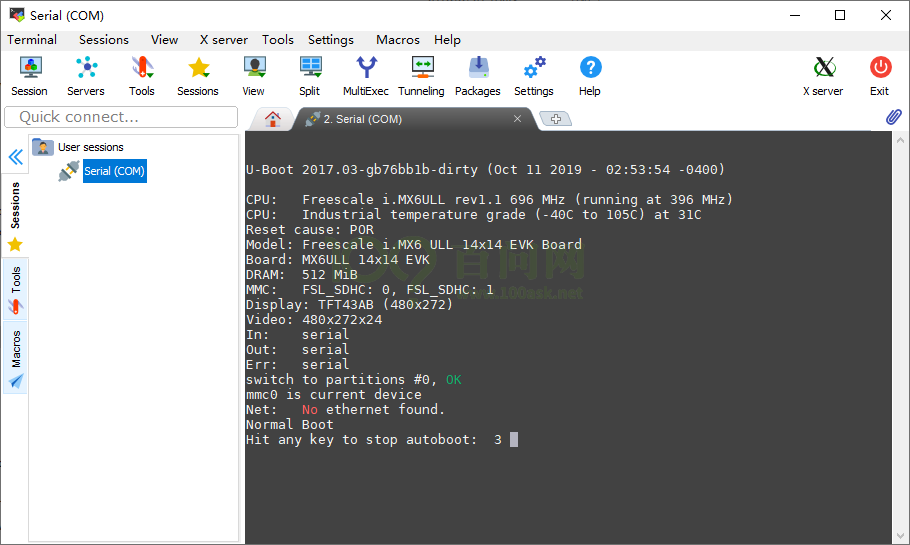 Serial (COM)
Terminal Sessions View X server Tools Settings Macros Help
Session Servers Tools Sessions View Split MultiExec Tunneling Packages Settings Help X server Exit
Quick connect...
2. Serial (COM)
User sessions
Serial (COM)
Sessions
Tools
Macros
U-Boot 2017.03-gb76bb1b-dirty (Oct 11 2019 - 02:53:54 -0400)
CPU:   Freescale i.MX6ULL rev1.1 696 MHz (running at 396 MHz)
CPU:   Industrial temperature grade (-40C to 105C) at 31C
Reset cause: POR
Model: Freescale i.MX6 ULL 14x14 EVK Board
Board: MX6ULL 14x14 EVK
DRAM:  512 MiB
MMC:   FSL_SDHC: 0, FSL_SDHC: 1
Display: TFT43AB (480x272)
Video: 480x272x24
In:    serial
Out:   serial
Err:   serial
switch to partitions #0, OK
mmc0 is current device
Net:   No ethernet found.
Normal Boot
Hit any key to stop autoboot:  3
百问网
www.100ask.net